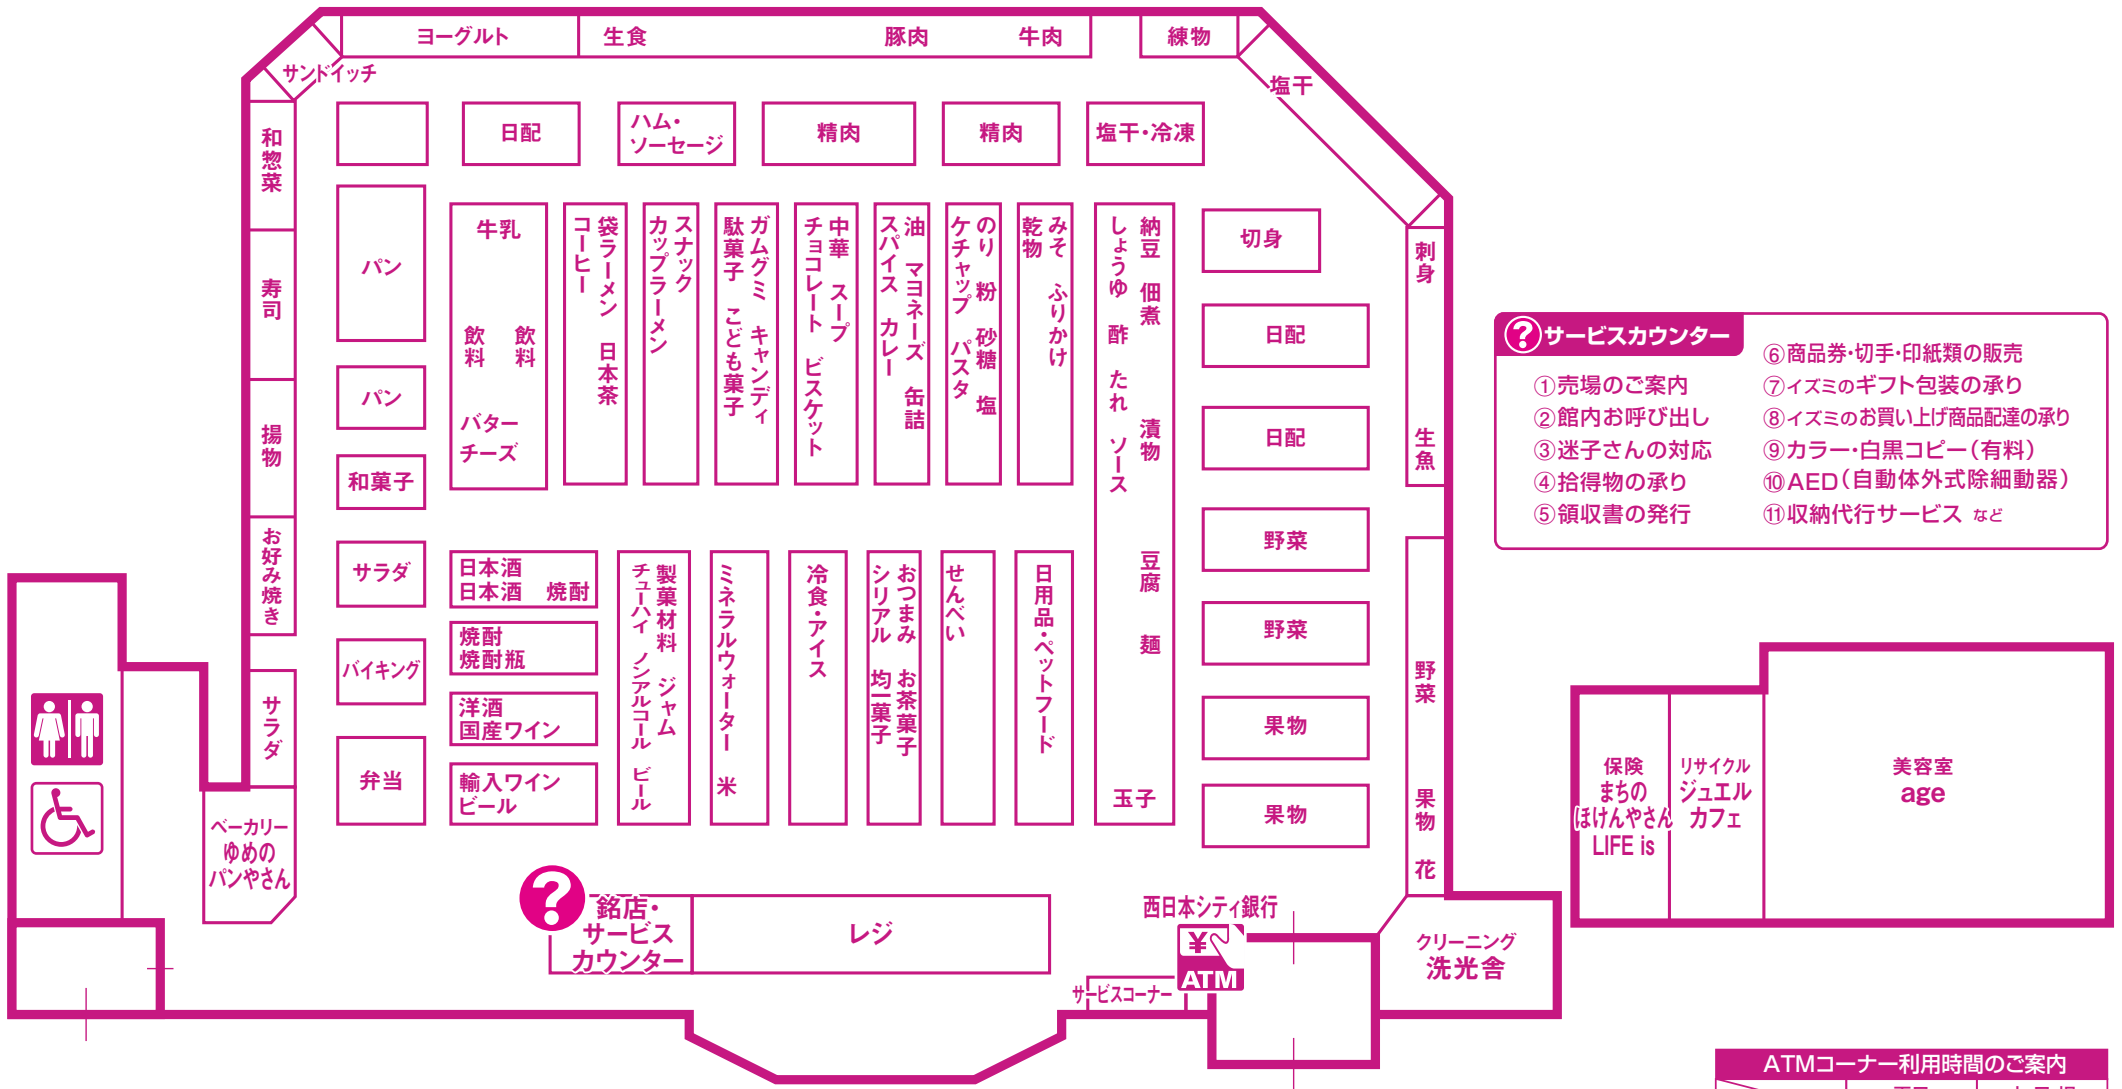 ヨーグルト
生食
豚肉
牛肉
練物
サンドイッチ
塩干
日配
ハム・
ソーセージ
精肉
精肉
塩干・冷凍
和惣菜
寿司
揚物
お好み焼き
サラダ
パン
パン
和菓子
サラダ
バイキング
弁当
牛乳
飲料
飲料
バター
チーズ
袋ラーメン 日本茶
コーヒー
スナック
カップラーメン
ガムグミ キャンディ
駄菓子 こども菓子
中華 スープ
チョコレート ビスケット
油 マヨネーズ 缶詰
スパイス カレー
のり 粉 砂糖 塩
ケチャップ パスタ
みそ ふりかけ
乾物
納豆 佃煮 漬物 豆腐 麺
しょうゆ 酢 たれ ソース
玉子
切身
日配
日配
野菜
野菜
果物
果物
刺身
生魚
野菜
果物
花
日本酒
日本酒 焼酎
焼酎
焼酎瓶
洋酒
国産ワイン
輸入ワイン
ビール
製菓材料 ジャム
チューハイ ノンアルコール ビール
ミネラルウォーター 米
冷食・アイス
おつまみ お茶菓子
シリアル 均一菓子
せんべい
日用品・ペットフード
ベーカリー
ゆめの
パンやさん
?
銘店・
サービス
カウンター
レジ
西日本シティ銀行
¥
ATM
サービスコーナー
クリーニング
洗光舎
?サービスカウンター
①売場のご案内
②館内お呼び出し
③迷子さんの対応
④拾得物の承り
⑤領収書の発行
⑥商品券・切手・印紙類の販売
⑦イズミのギフト包装の承り
⑧イズミのお買い上げ商品配達の承り
⑨カラー・白黒コピー(有料)
⑩AED(自動体外式除細動器)
⑪収納代行サービス など
保険
まちの
ほけんやさん
LIFE is
リサイクル
ジュエル
カフェ
美容室
age
ATMコーナー利用時間のご案内